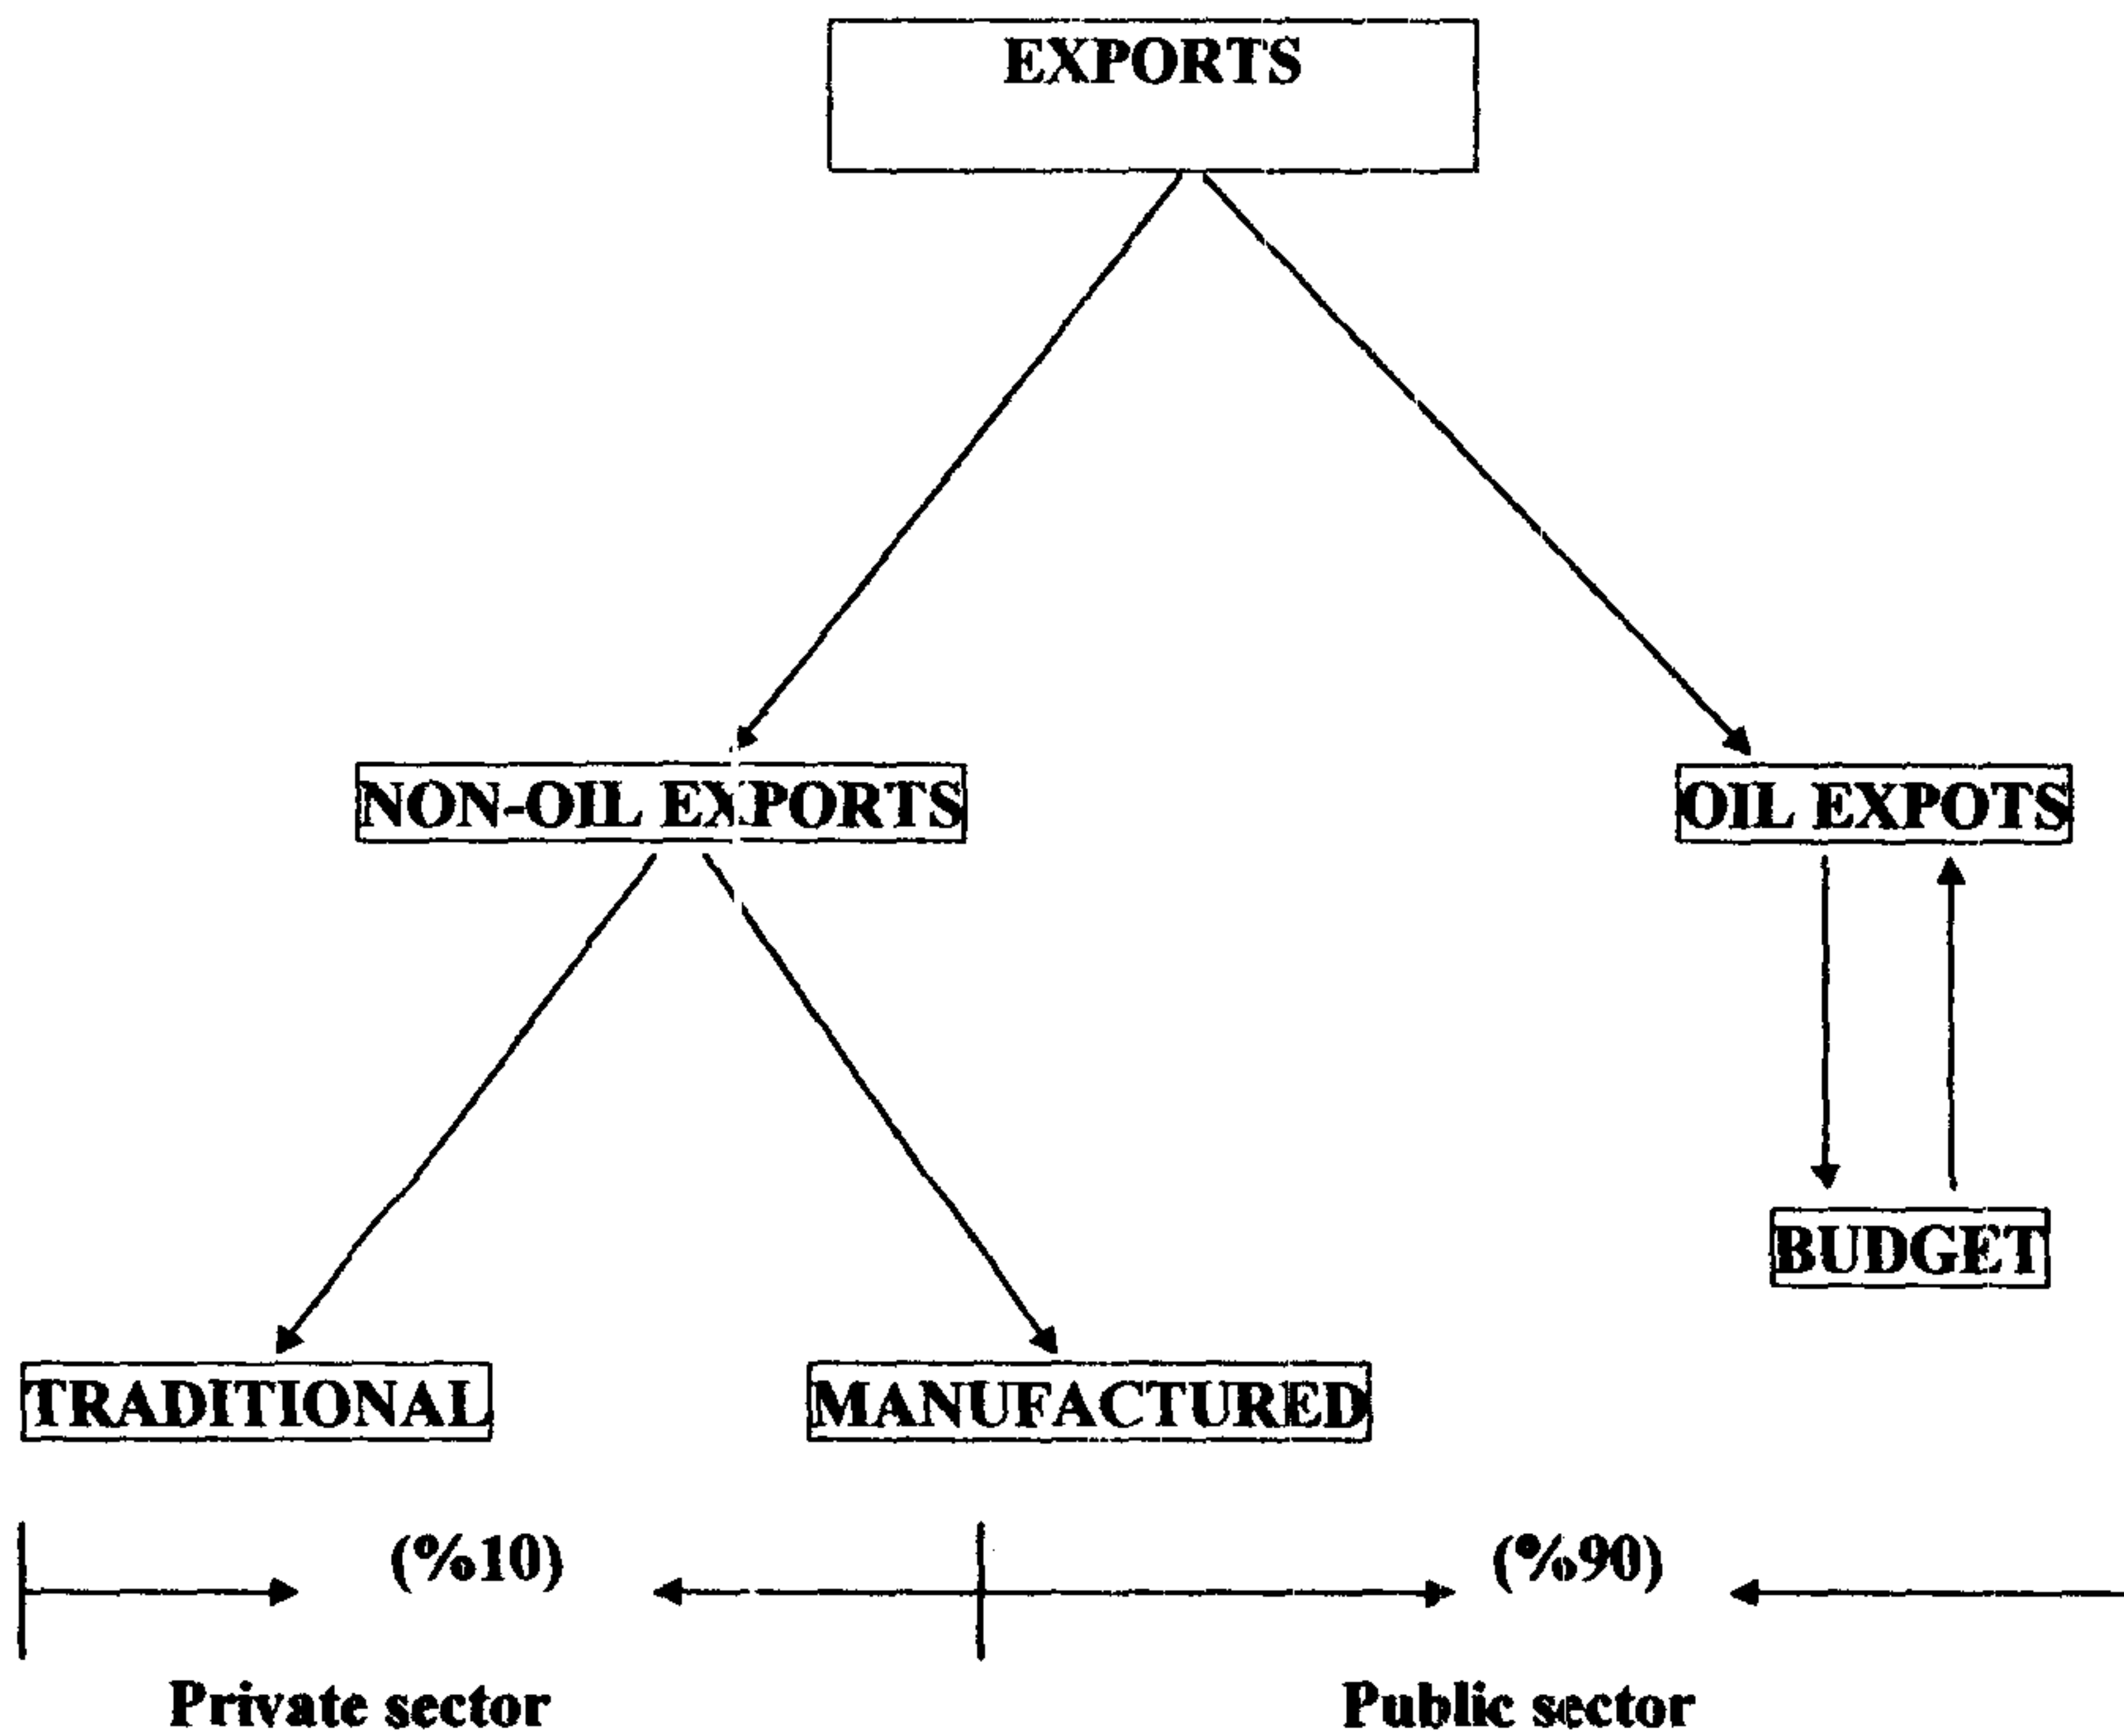 EXPORTS
NON-OIL EXPORTS
OIL EXPOTS
BUDGET
TRADITIONAL
MANUFACTURED
(%10)
(%90)
Private sector
Public sector